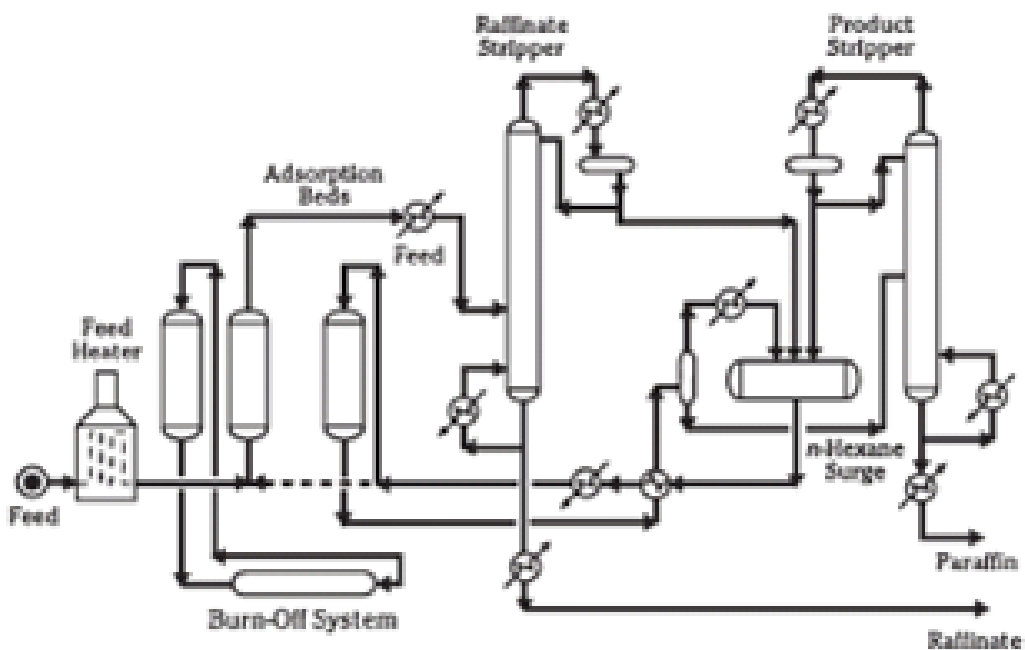 Raffinate
Stripper
Product
Stripper
Adsorption
Beds
Feed
Feed
Heater
n-Hexane
Surge
Feed
Paraffin
Burn-Off System
Raffinate